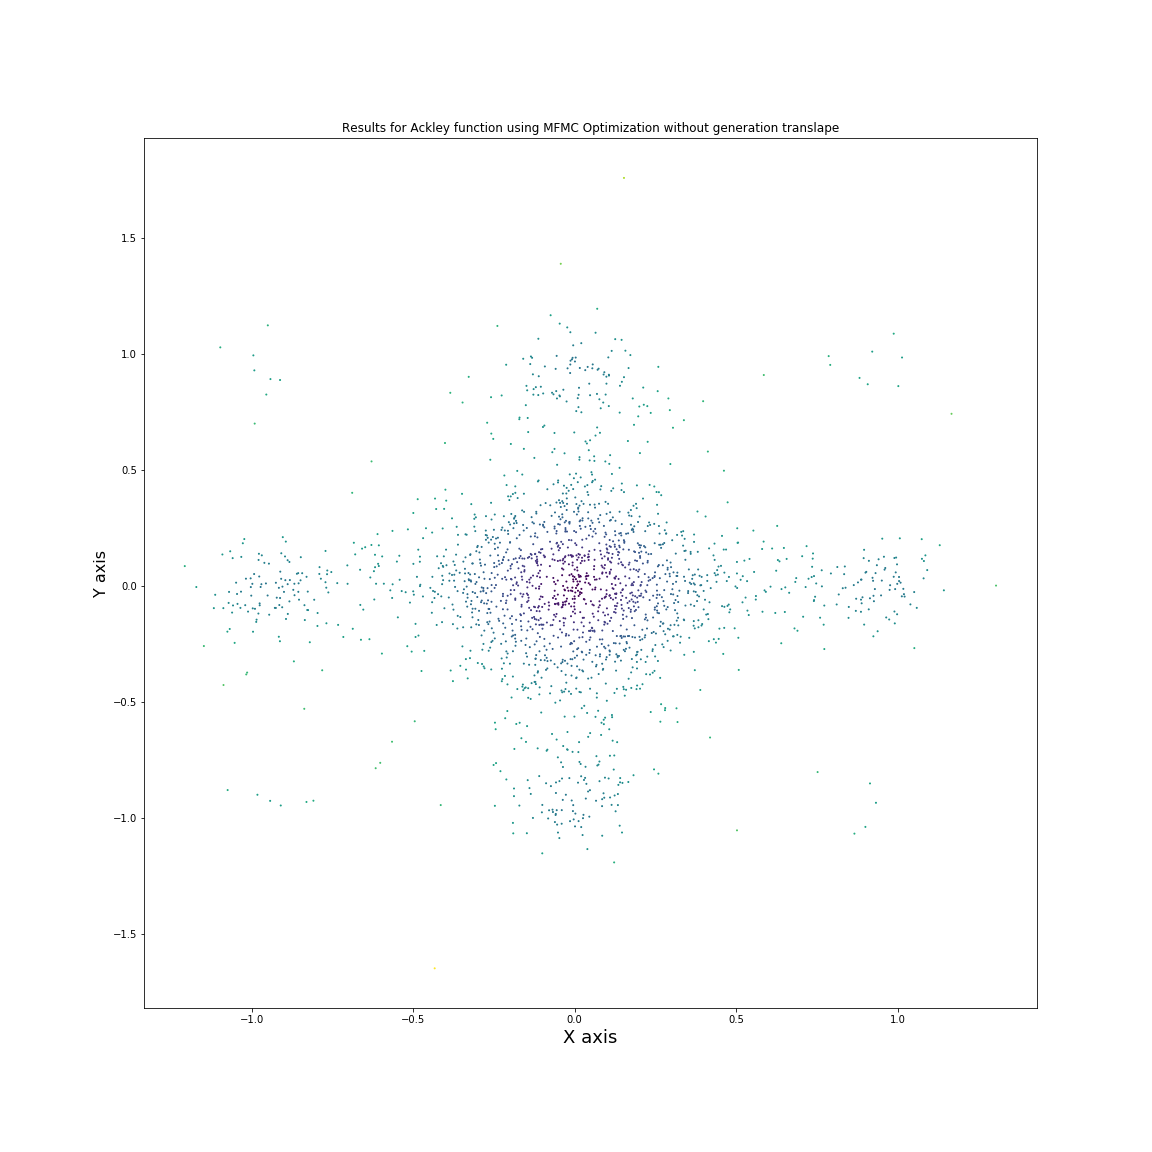 Results for Ackley function using MFMC Optimization without generation translape
1.5
1.0
0.5
0.0
−0.5
−1.0
−1.5
Y axis
−1.0 −0.5 0.0 0.5 1.0
X axis